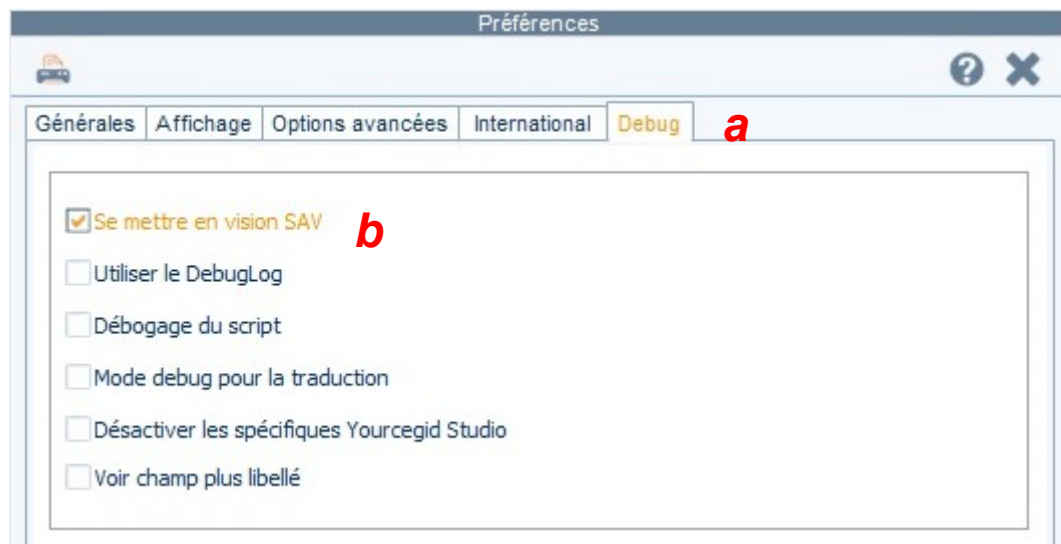 Préférences
Générales Affichage Options avancées International Debug a
Se mettre en vision SAV b
Utiliser le DebugLog
Débogage du script
Mode debug pour la traduction
Désactiver les spécifiques Yourcegid Studio
Voir champ plus libellé